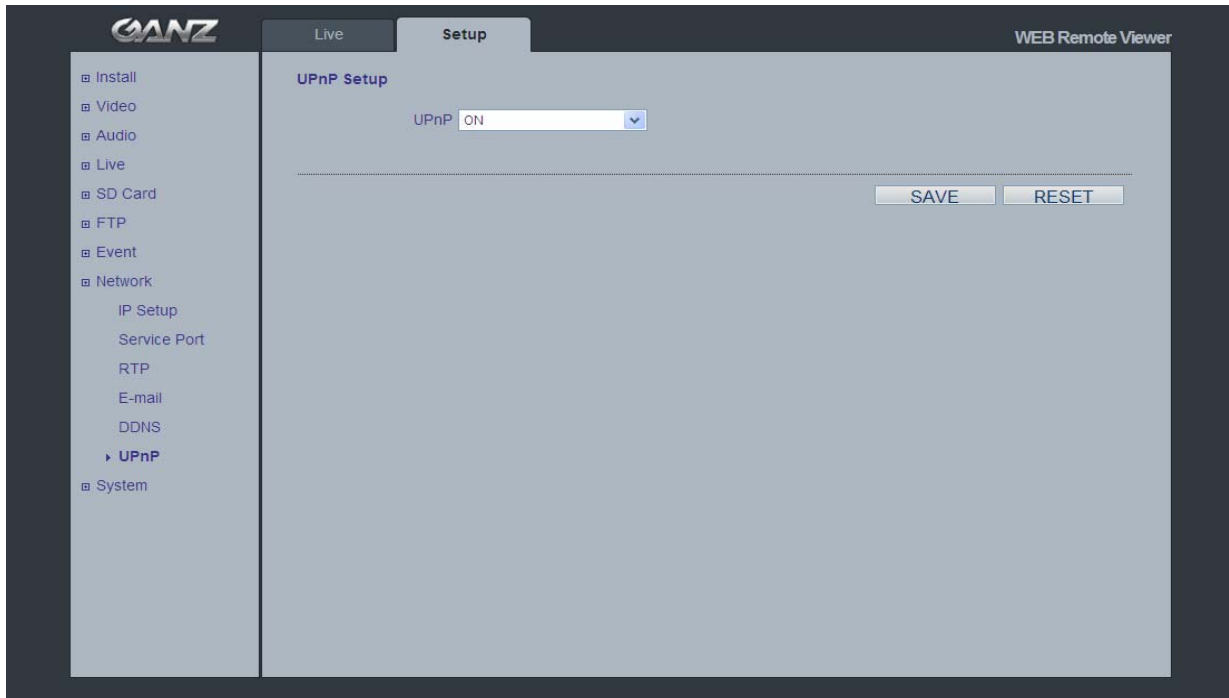 GANZ
Live
Setup
WEB Remote Viewer
Install
Video
Audio
Live
SD Card
FTP
Event
Network
IP Setup
Service Port
RTP
E-mail
DDNS
UPnP
System
UPnP Setup
UPnP ON
SAVE
RESET